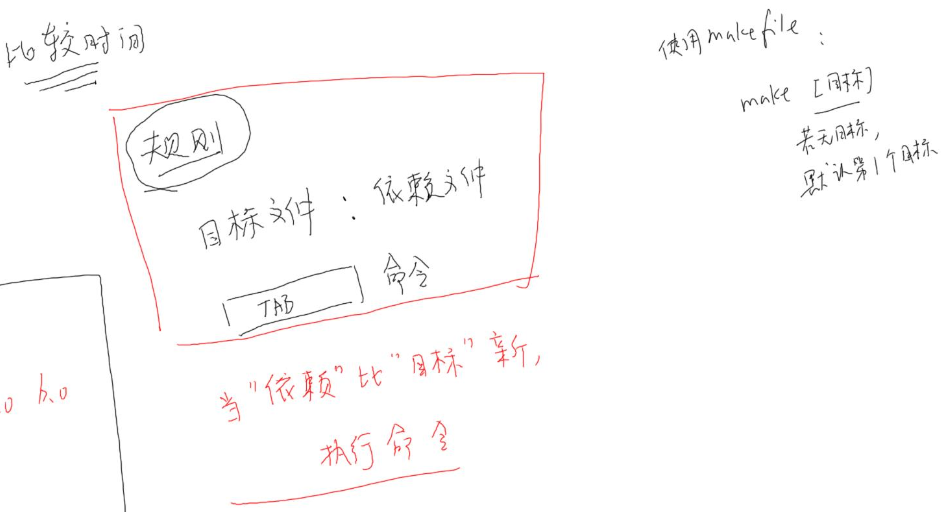 比较时间
规则
目标文件 : 依赖文件
TAB 命令
当"依赖"比"目标"新,
执行命令
b.o
使用makefile :
make [目标]
若无目标,
默认第1个目标